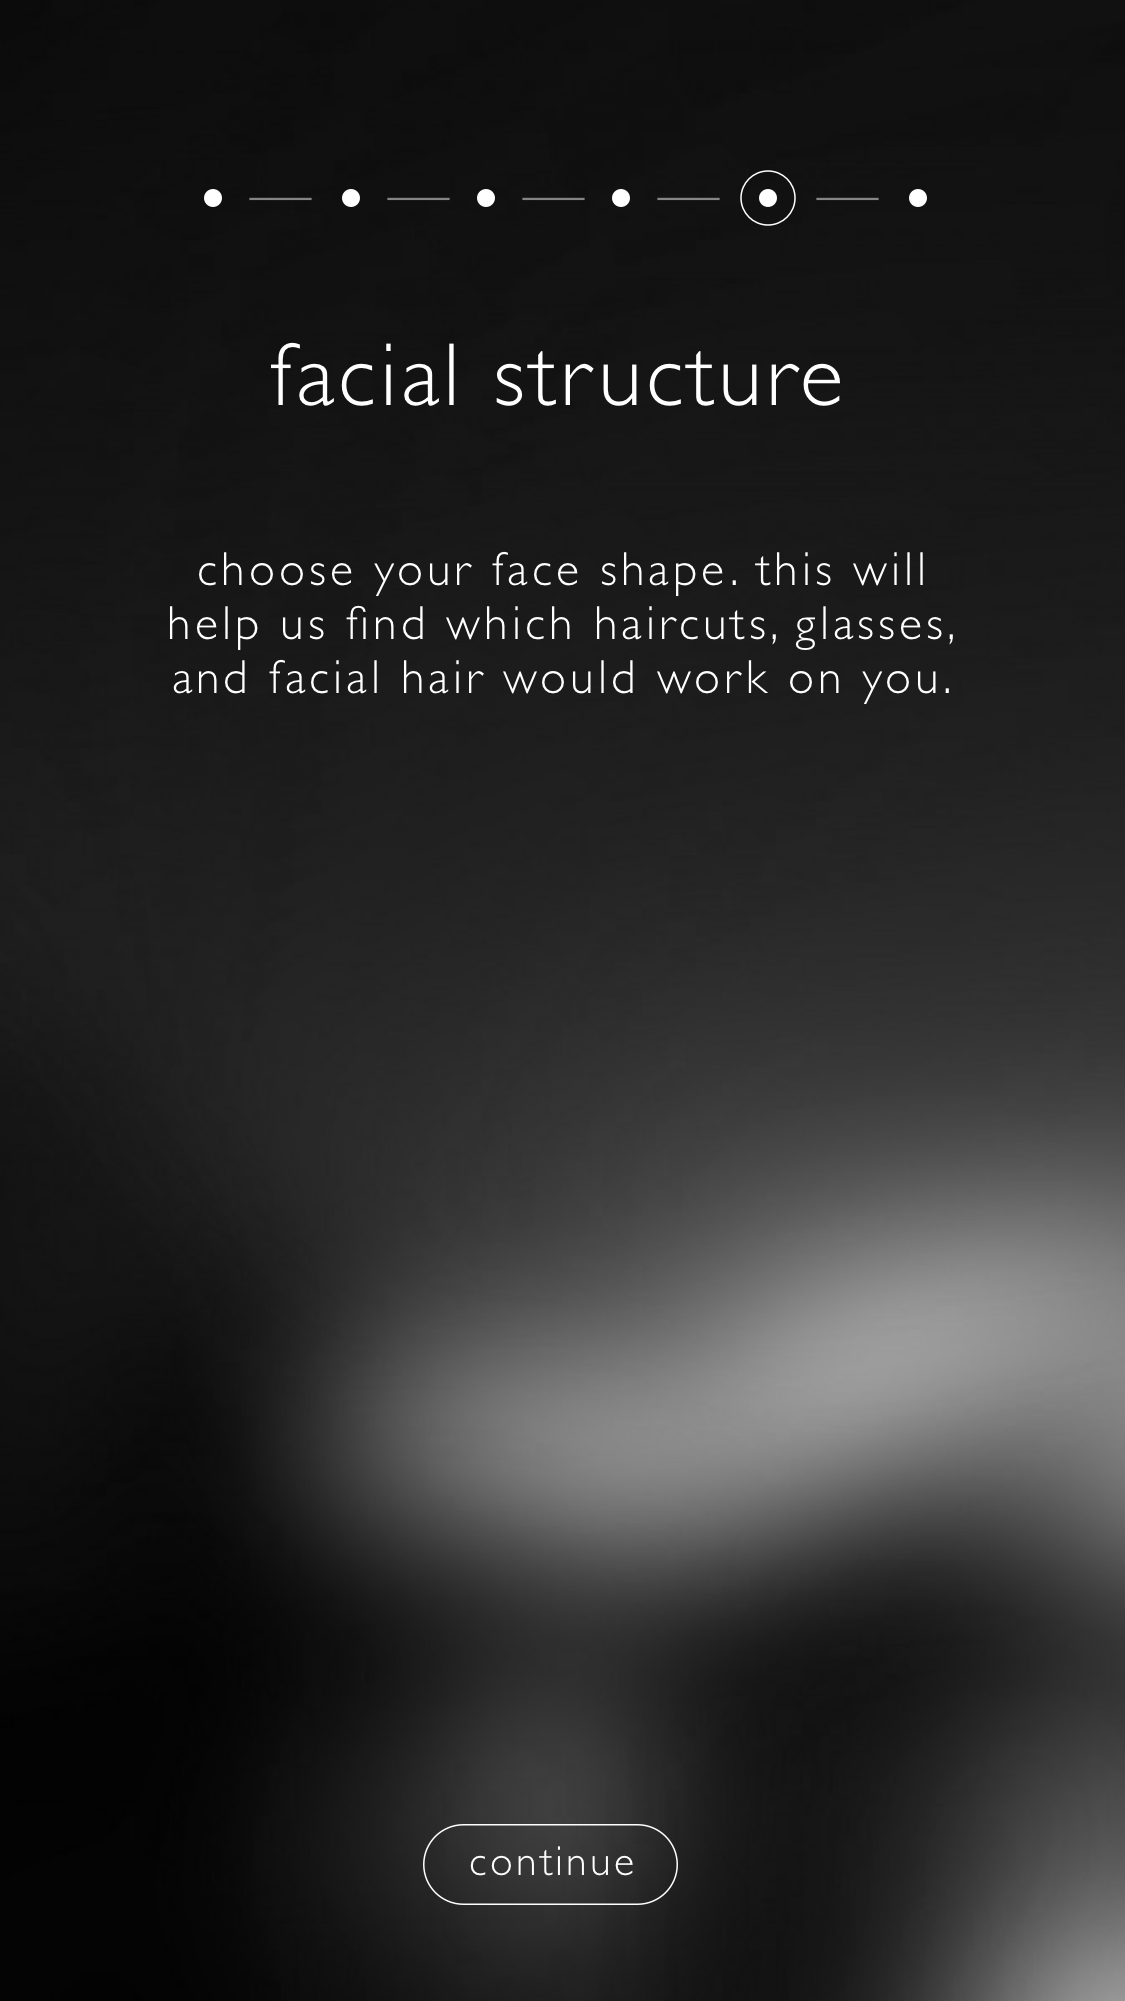 facial structure
choose your face shape. this will
help us find which haircuts, glasses,
and facial hair would work on you.
continue